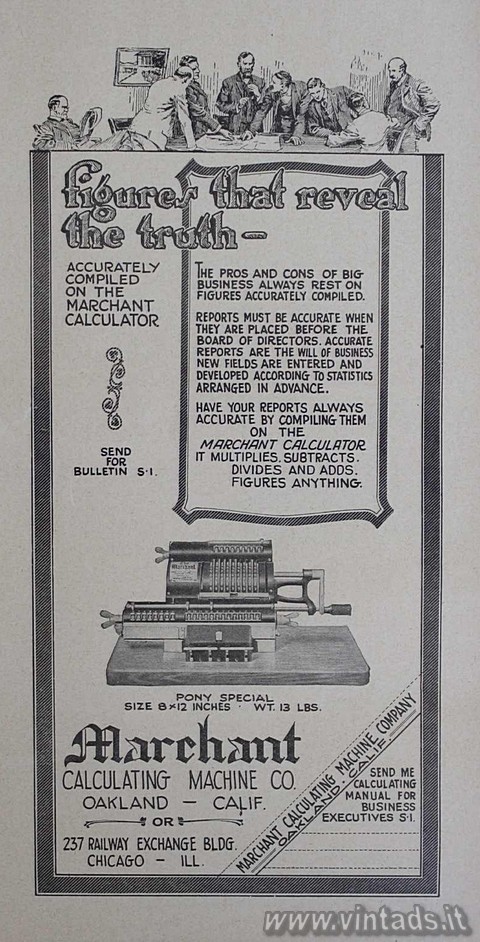 figures that reveal
the truth—
ACCURATELY
COMPILED
ON THE
MARCHANT
CALCULATOR
SEND
FOR
BULLETIN S·1.
THE PROS AND CONS OF BIG
BUSINESS ALWAYS REST ON
FIGURES ACCURATELY COMPILED.
REPORTS MUST BE ACCURATE WHEN
THEY ARE PLACED BEFORE THE
BOARD OF DIRECTORS. ACCURATE
REPORTS ARE THE WILL OF BUSINESS
NEW FIELDS ARE ENTERED AND
DEVELOPED ACCORDING TO STATISTICS
ARRANGED IN ADVANCE.
HAVE YOUR REPORTS ALWAYS
ACCURATE BY COMPILING THEM
ON THE
MARCHANT CALCULATOR
IT MULTIPLIES. SUBTRACTS.
DIVIDES AND ADDS.
FIGURES ANYTHING.
PONY SPECIAL
SIZE 8×12 INCHES · WT. 13 LBS.
Marchant
CALCULATING MACHINE CO.
OAKLAND — CALIF.
OR
237 RAILWAY EXCHANGE BLDG.
CHICAGO — ILL.
MARCHANT CALCULATING MACHINE COMPANY
OAKLAND, CALIF
SEND ME
CALCULATING
MANUAL FOR
BUSINESS
EXECUTIVES S·1.
www.vintads.it